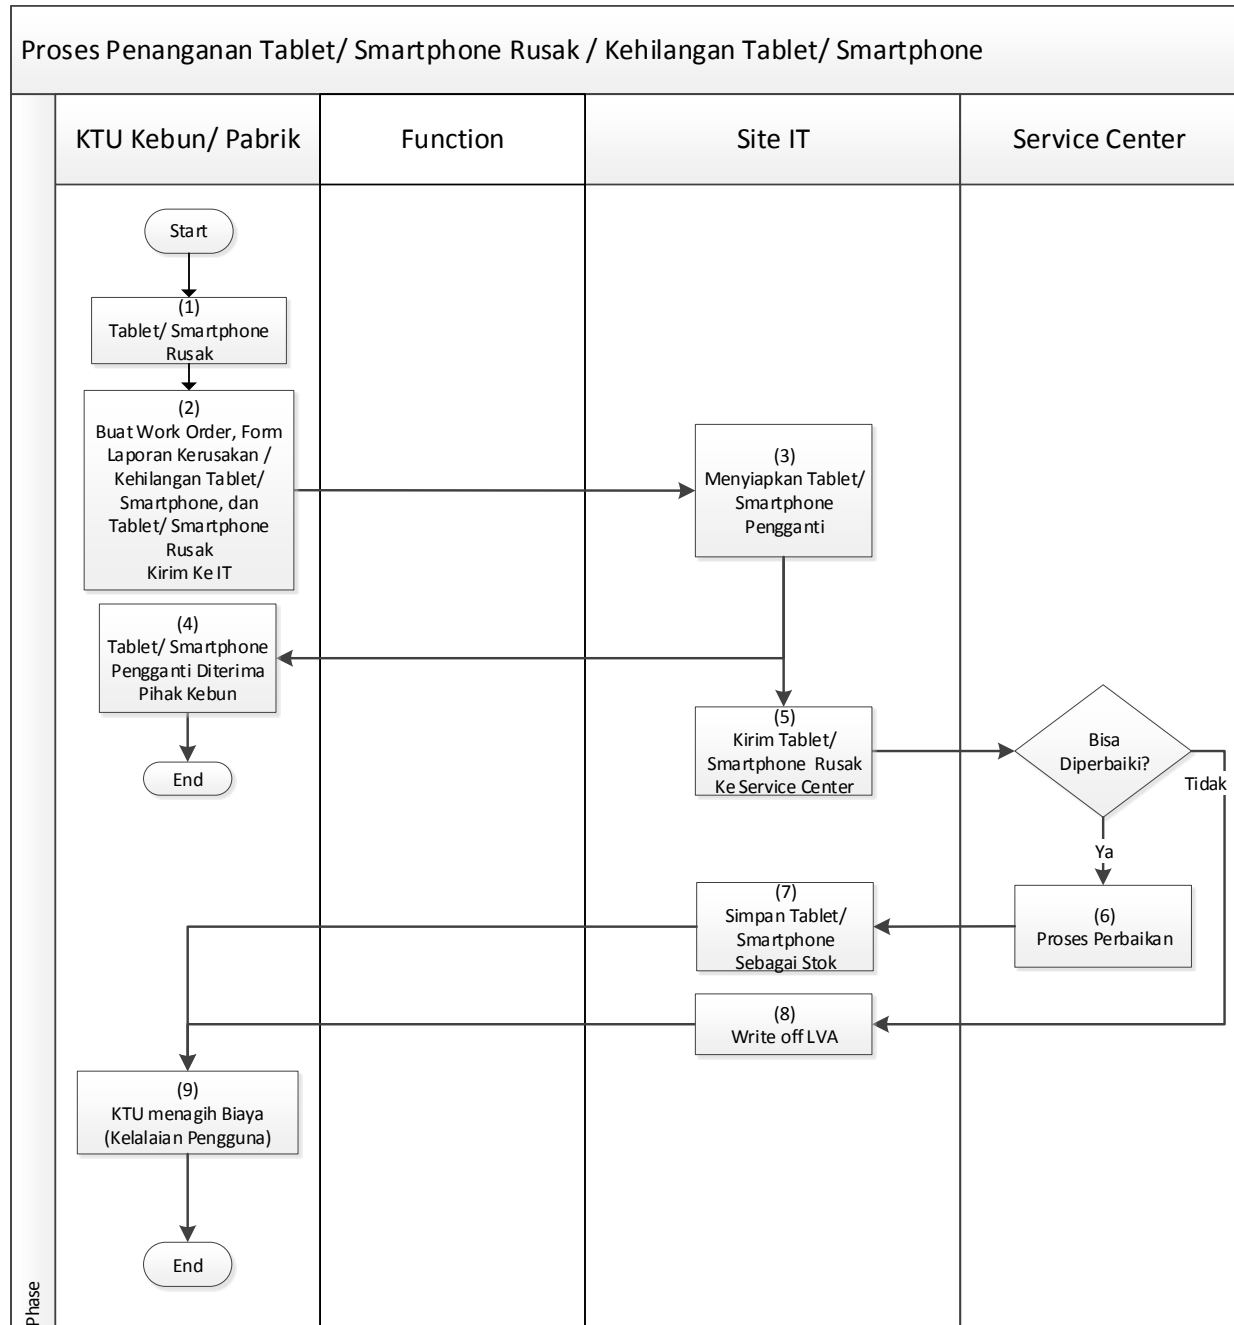 Proses Penanganan Tablet/ Smartphone Rusak / Kehilangan Tablet/ Smartphone
KTU Kebun/ Pabrik
Function
Site IT
Service Center
Start
(1)
Tablet/ Smartphone
Rusak
(2)
Buat Work Order, Form
Laporan Kerusakan /
Kehilangan Tablet/
Smartphone, dan
Tablet/ Smartphone
Rusak
Kirim Ke IT
(3)
Menyiapkan Tablet/
Smartphone
Pengganti
(4)
Tablet/ Smartphone
Pengganti Diterima
Pihak Kebun
End
(5)
Kirim Tablet/
Smartphone Rusak
Ke Service Center
Bisa
Diperbaiki?
Tidak
Ya
(6)
Proses Perbaikan
(7)
Simpan Tablet/
Smartphone
Sebagai Stok
(8)
Write off LVA
(9)
KTU menagih Biaya
(Kelalaian Pengguna)
End
Phase